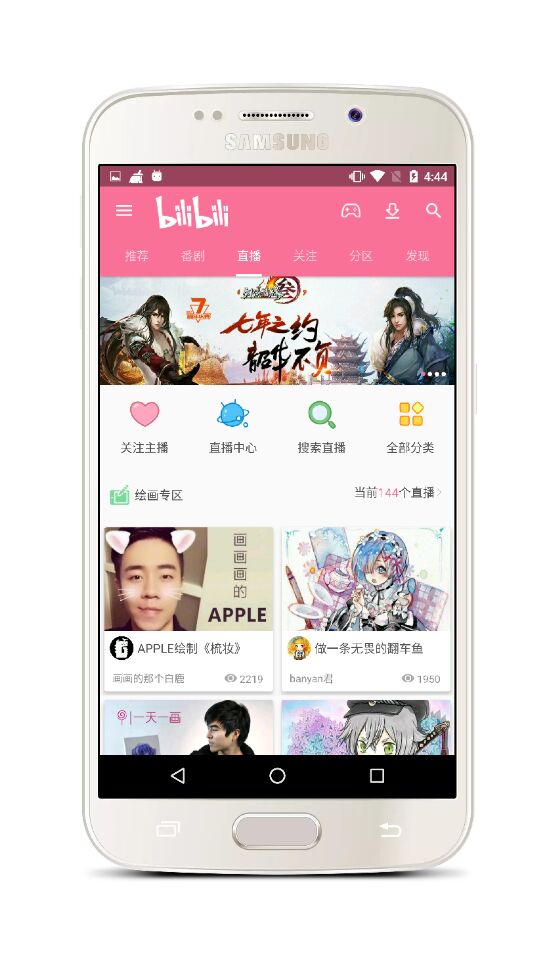 SAMSUNG
4:44
bilibili
推荐 番剧 直播 关注 分区 发现
叁
7
七年之约
韶华不负
关注主播 直播中心 搜索直播 全部分类
绘画专区 当前144个直播
画画画的
APPLE
APPLE绘制《梳妆》 做一条无畏的翻车鱼
画画的那个白鹿 2219 banyan君 1950
一天一画